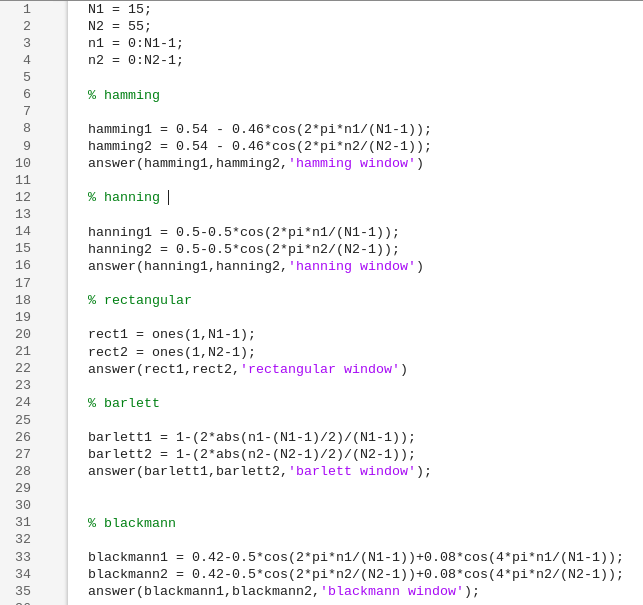 1 N1 = 15;
2 N2 = 55;
3 n1 = 0:N1-1;
4 n2 = 0:N2-1;
5
6 % hamming
7
8 hamming1 = 0.54 - 0.46*cos(2*pi*n1/(N1-1));
9 hamming2 = 0.54 - 0.46*cos(2*pi*n2/(N2-1));
10 answer(hamming1,hamming2,'hamming window')
11
12 % hanning
13
14 hanning1 = 0.5-0.5*cos(2*pi*n1/(N1-1));
15 hanning2 = 0.5-0.5*cos(2*pi*n2/(N2-1));
16 answer(hanning1,hanning2,'hanning window')
17
18 % rectangular
19
20 rect1 = ones(1,N1-1);
21 rect2 = ones(1,N2-1);
22 answer(rect1,rect2,'rectangular window')
23
24 % barlett
25
26 barlett1 = 1-(2*abs(n1-(N1-1)/2)/(N1-1));
27 barlett2 = 1-(2*abs(n2-(N2-1)/2)/(N2-1));
28 answer(barlett1,barlett2,'barlett window');
29
30
31 % blackmann
32
33 blackmann1 = 0.42-0.5*cos(2*pi*n1/(N1-1))+0.08*cos(4*pi*n1/(N1-1));
34 blackmann2 = 0.42-0.5*cos(2*pi*n2/(N2-1))+0.08*cos(4*pi*n2/(N2-1));
35 answer(blackmann1,blackmann2,'blackmann window');